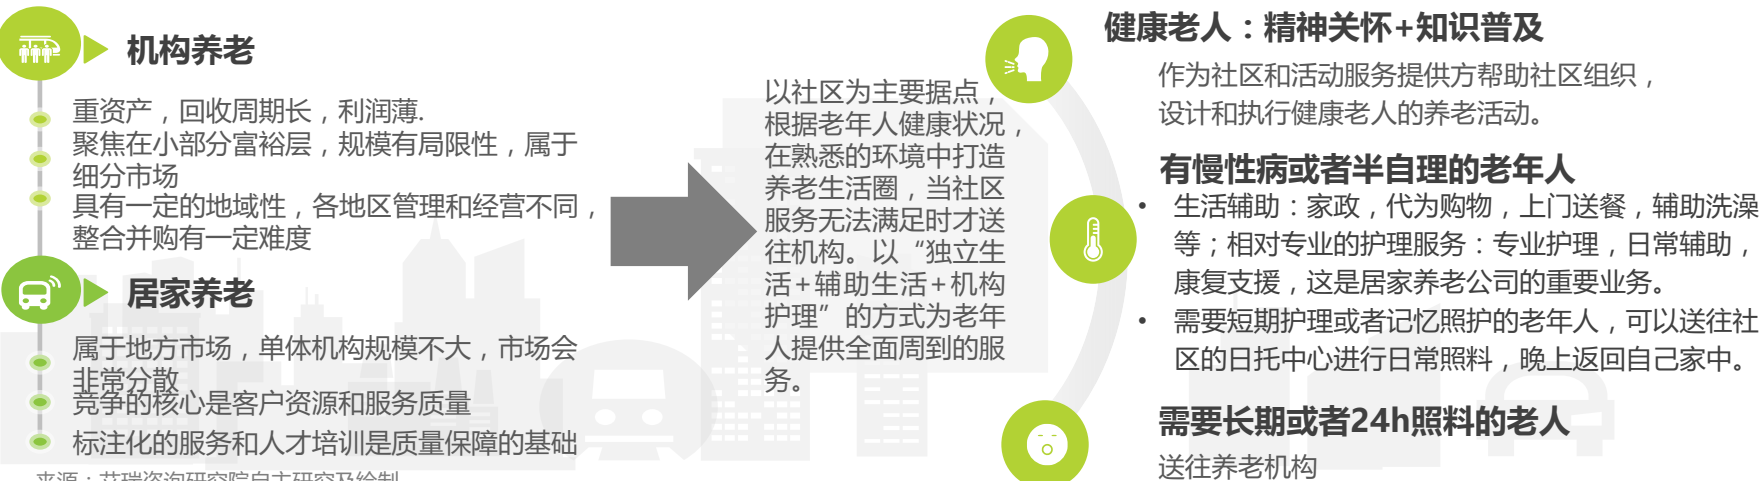 机构养老
重资产，回收周期长，利润薄.
聚焦在小部分富裕层，规模有局限性，属于
细分市场
具有一定的地域性，各地区管理和经营不同，
整合并购有一定难度
居家养老
属于地方市场，单体机构规模不大，市场会
非常分散
竞争的核心是客户资源和服务质量
标注化的服务和人才培训是质量保障的基础
来源：艾瑞咨询研究院自主研究及绘制
以社区为主要据点，
根据老年人健康状况，
在熟悉的环境中打造
养老生活圈，当社区
服务无法满足时才送
往机构。以“独立生
活+辅助生活+机构
护理”的方式为老年
人提供全面周到的服
务。
健康老人：精神关怀+知识普及
作为社区和活动服务提供方帮助社区组织，
设计和执行健康老人的养老活动。
有慢性病或者半自理的老年人
• 生活辅助：家政，代为购物，上门送餐，辅助洗澡
等；相对专业的护理服务：专业护理，日常辅助，
康复支援，这是居家养老公司的重要业务。
• 需要短期护理或者记忆照护的老年人，可以送往社
区的日托中心进行日常照料，晚上返回自己家中。
需要长期或者24h照料的老人
送往养老机构